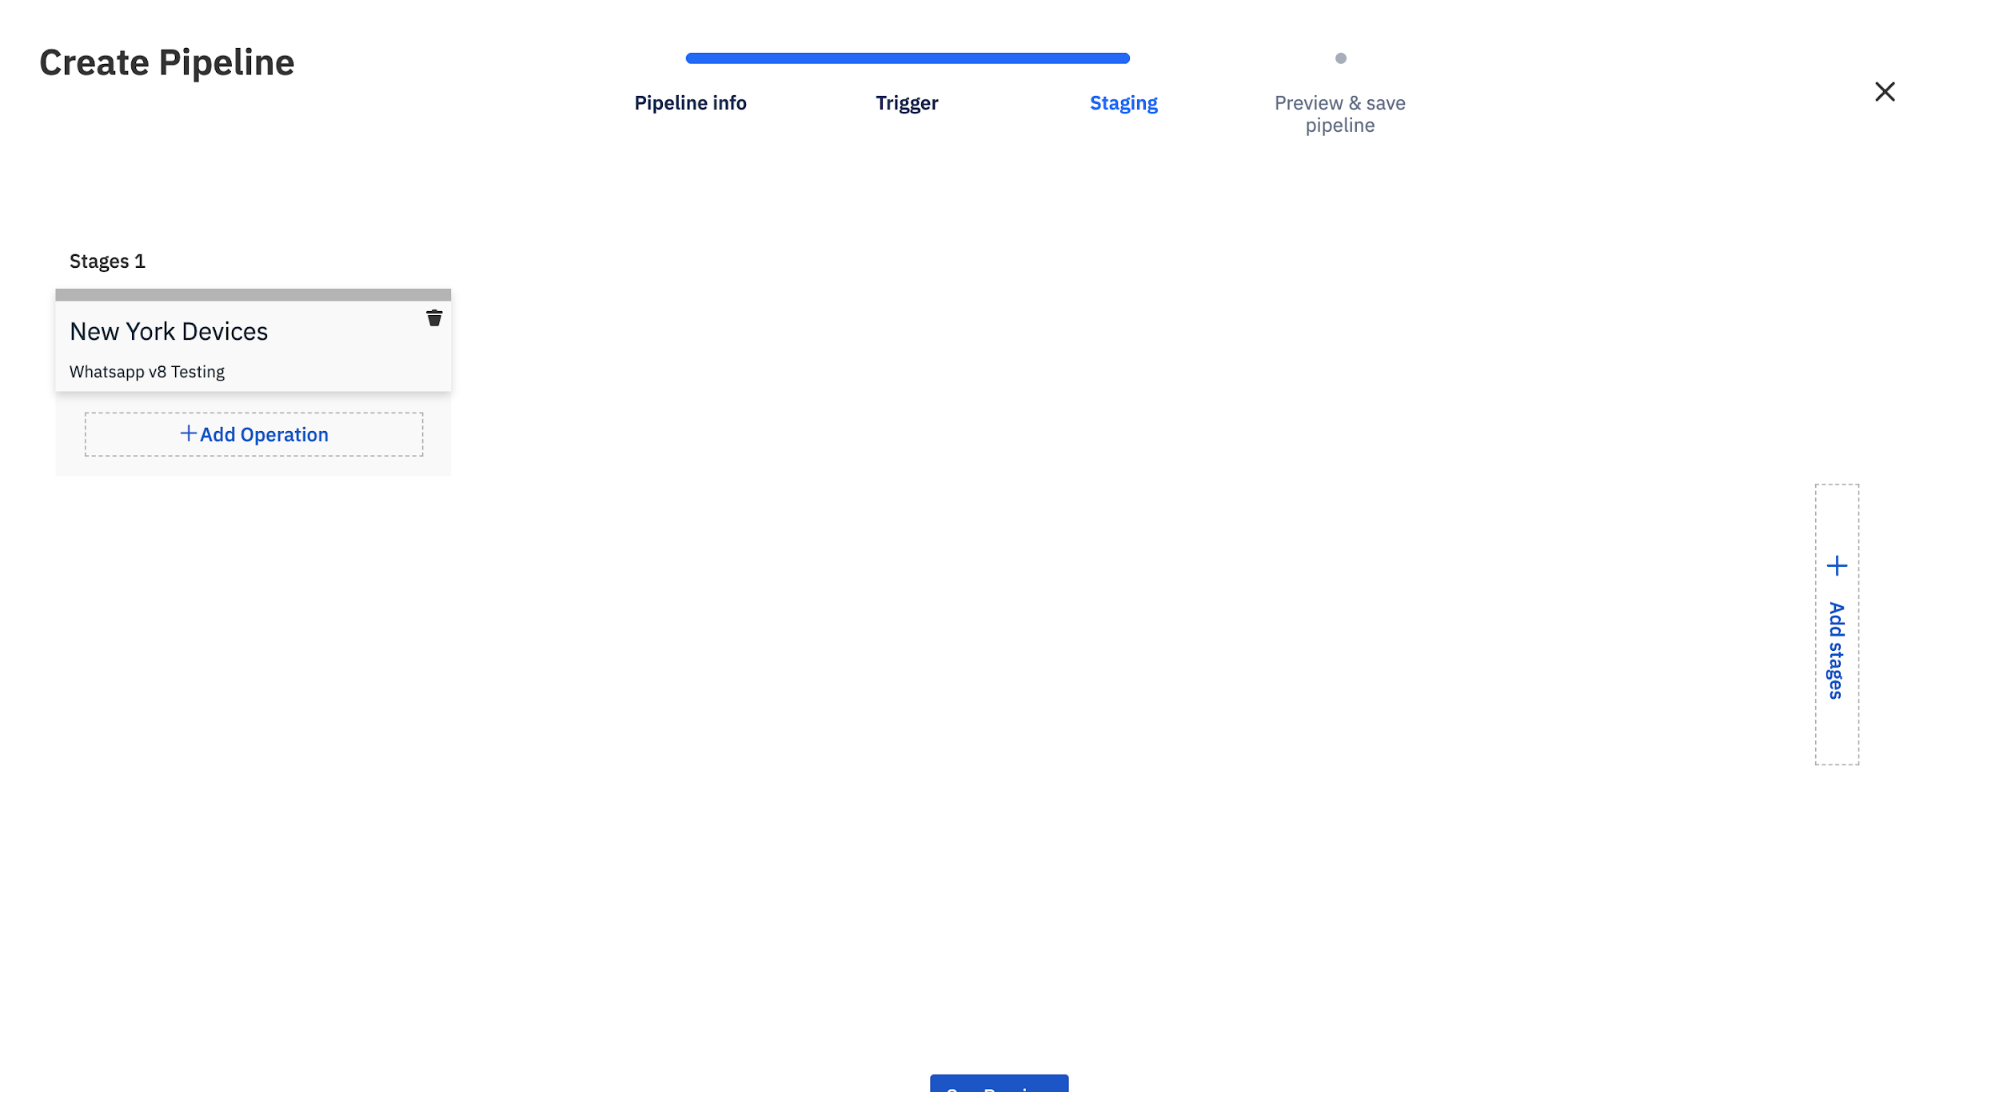 Create Pipeline
Pipeline info
Trigger
Staging
Preview & save
pipeline
Stages 1
New York Devices
Whatsapp v8 Testing
+Add Operation
+ Add stages